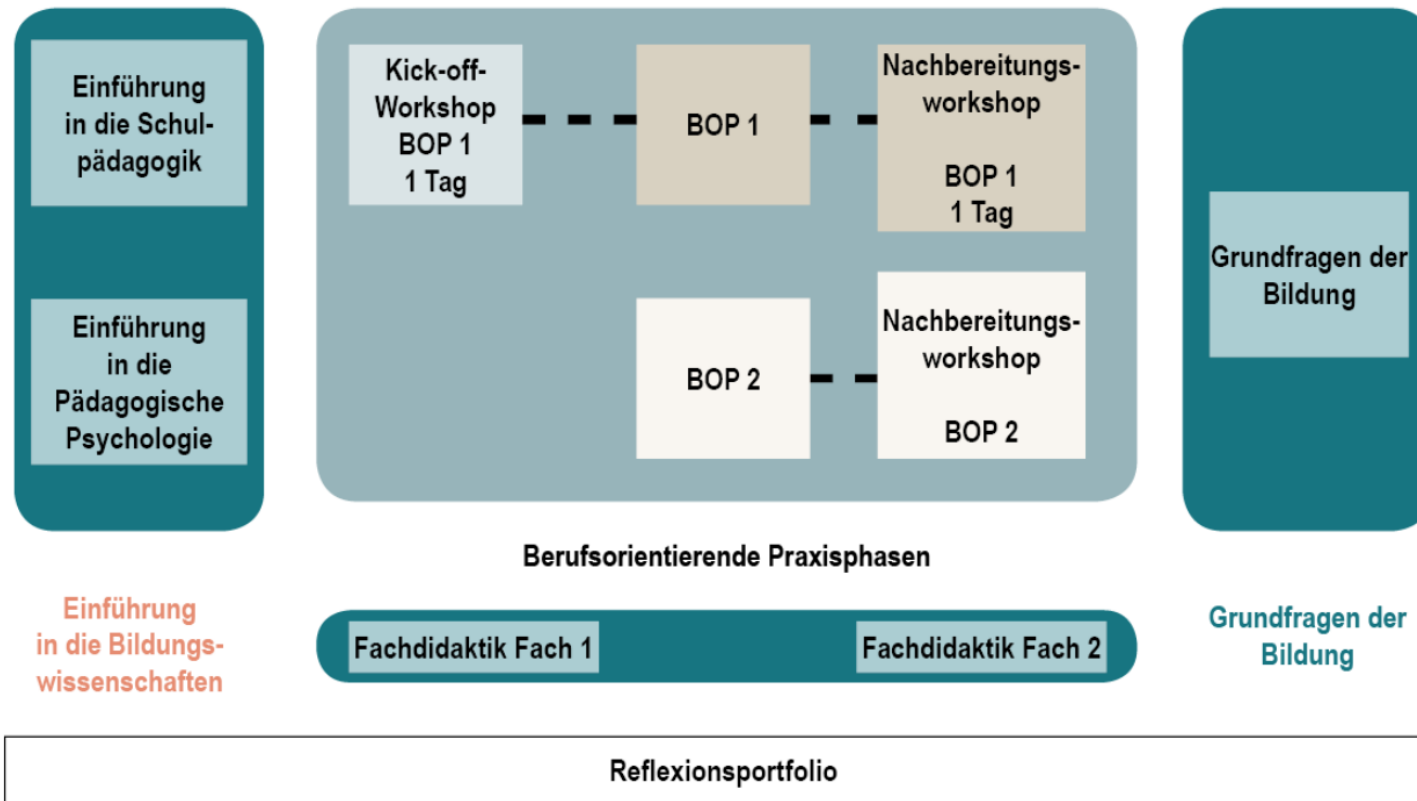 Einführung
in die Schul-
pädagogik
Einführung
in die
Pädagogische
Psychologie
Einführung
in die Bildungs-
wissenschaften
Kick-off-
Workshop
BOP 1
1 Tag
BOP 1
Nachbereitungs-
workshop
BOP 1
1 Tag
BOP 2
Nachbereitungs-
workshop
BOP 2
Berufsorientierende Praxisphasen
Fachdidaktik Fach 1
Fachdidaktik Fach 2
Grundfragen der
Bildung
Grundfragen der
Bildung
Reflexionsportfolio